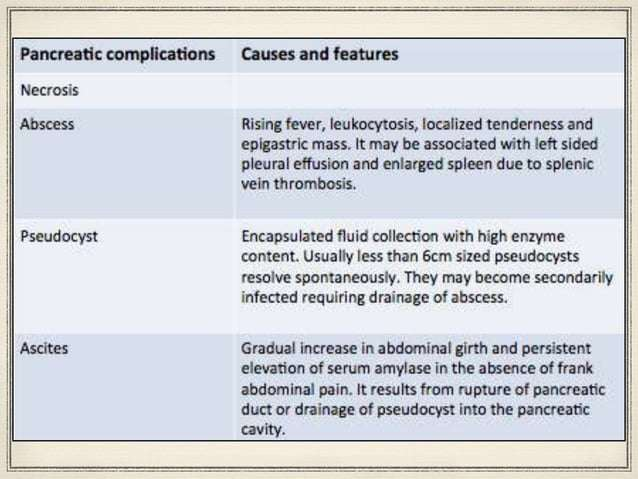 Pancreatic complications Causes and features
Necrosis
Abscess Rising fever, leukocytosis, localized tenderness and
epigastric mass. It may be associated with left sided
pleural effusion and enlarged spleen due to splenic
vein thrombosis.
Pseudocyst Encapsulated fluid collection with high enzyme
content. Usually less than 6cm sized pseudocysts
resolve spontaneously. They may become secondarily
infected requiring drainage of abscess.
Ascites Gradual increase in abdominal girth and persistent
elevation of serum amylase in the absence of frank
abdominal pain. It results from rupture of pancreatic
duct or drainage of pseudocyst into the pancreatic
cavity.